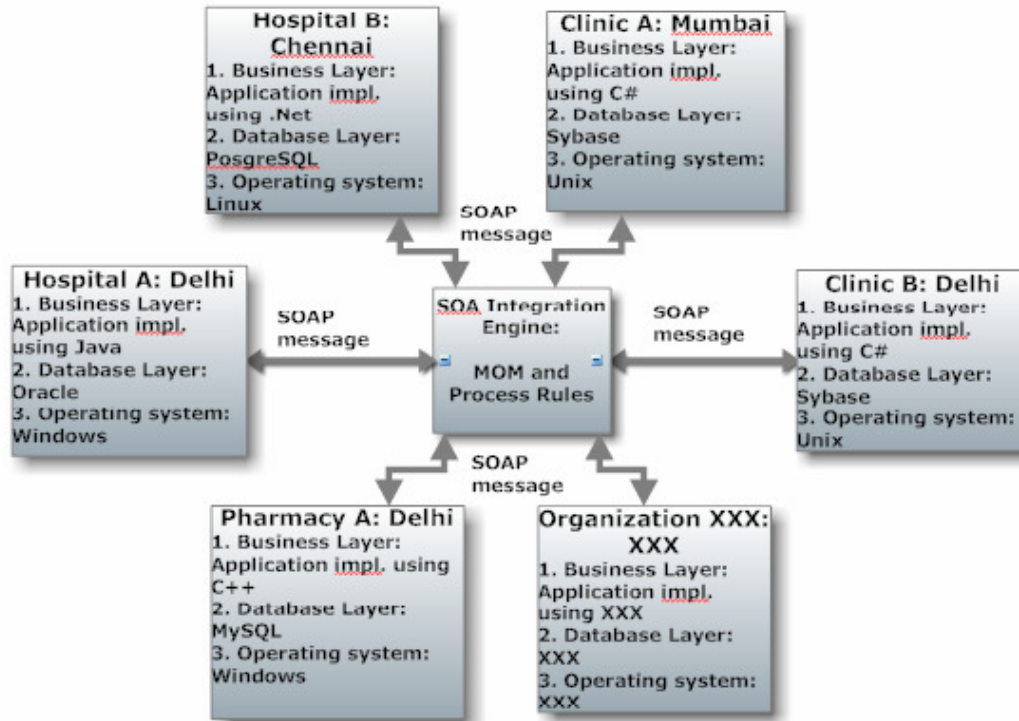 Hospital B:
Chennai
1. Business Layer:
Application impl.
using .Net
2. Database Layer:
PosgreSQL
3. Operating system:
Linux
Clinic A: Mumbai
1. Business Layer:
Application impl.
using C#
2. Database Layer:
Sybase
3. Operating system:
Unix
SOAP
message
Hospital A: Delhi
1. Business Layer:
Application impl.
using Java
2. Database Layer:
Oracle
3. Operating system:
Windows
SOAP
message
SOA Integration
Engine:
MOM and
Process Rules
SOAP
message
Clinic B: Delhi
1. Business Layer:
Application impl.
using C#
2. Database Layer:
Sybase
3. Operating system:
Unix
SOAP
message
Pharmacy A: Delhi
1. Business Layer:
Application impl. using
C++
2. Database Layer:
MySQL
3. Operating system:
Windows
Organization XXX:
XXX
1. Business Layer:
Application impl.
using XXX
2. Database Layer:
XXX
3. Operating system:
XXX